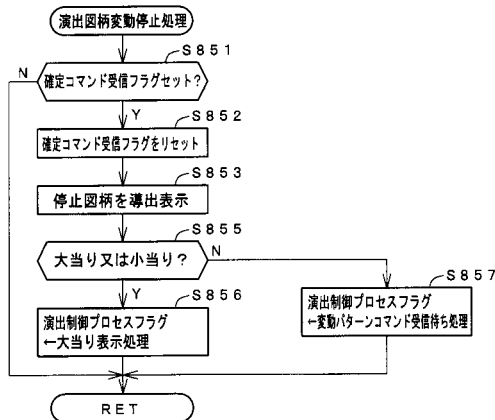 演出図柄変動停止処理
S851
N
確定コマンド受信フラグセット？
Y
S852
確定コマンド受信フラグをリセット
S853
停止図柄を導出表示
S855
大当り又は小当り？
N
Y
S856
演出制御プロセスフラグ
←大当り表示処理
S857
演出制御プロセスフラグ
←変動パターンコマンド受信待ち処理
RET